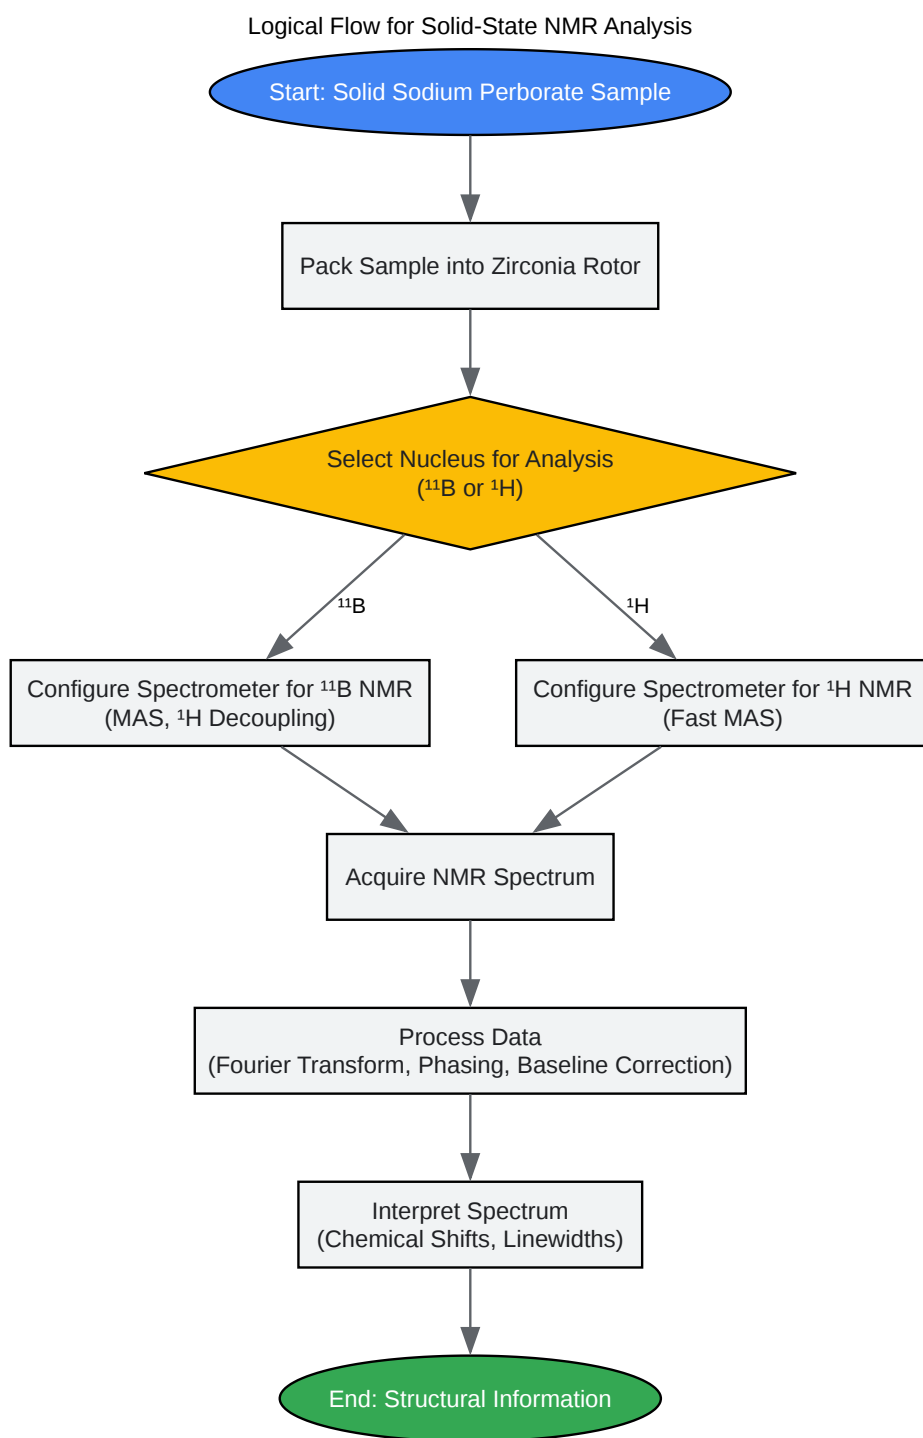 Logical Flow for Solid-State NMR Analysis
Start: Solid Sodium Perborate Sample
Pack Sample into Zirconia Rotor
Select Nucleus for Analysis
(¹¹B or ¹H)
¹¹B
¹H
Configure Spectrometer for ¹¹B NMR
(MAS, ¹H Decoupling)
Configure Spectrometer for ¹H NMR
(Fast MAS)
Acquire NMR Spectrum
Process Data
(Fourier Transform, Phasing, Baseline Correction)
Interpret Spectrum
(Chemical Shifts, Linewidths)
End: Structural Information